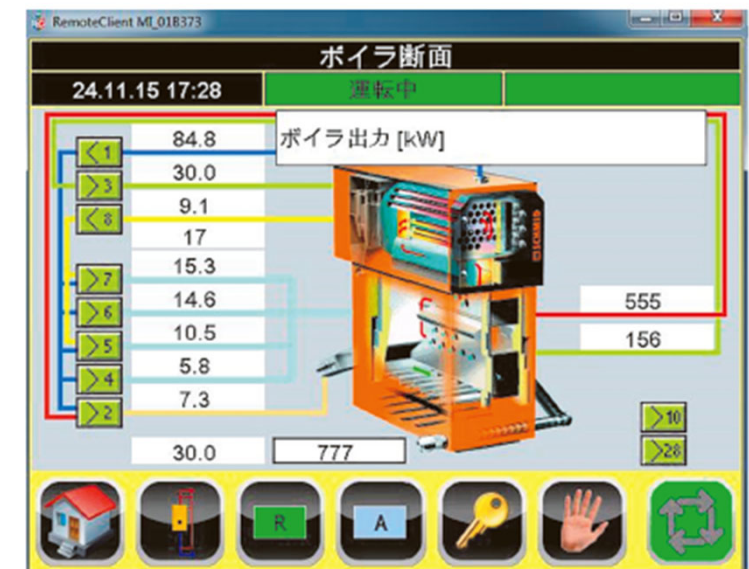 RemoteClient MI_01B373
ボイラ断面
24.11.15 17:28 運転中
ボイラ出力 [kW]
<1 84.8
>3 30.0
<8 9.1
17
>7 15.3
>6 14.6
>5 10.5
>4 5.8
>2 7.3
30.0 777
SCHMID
555
156
>10
>28
R A